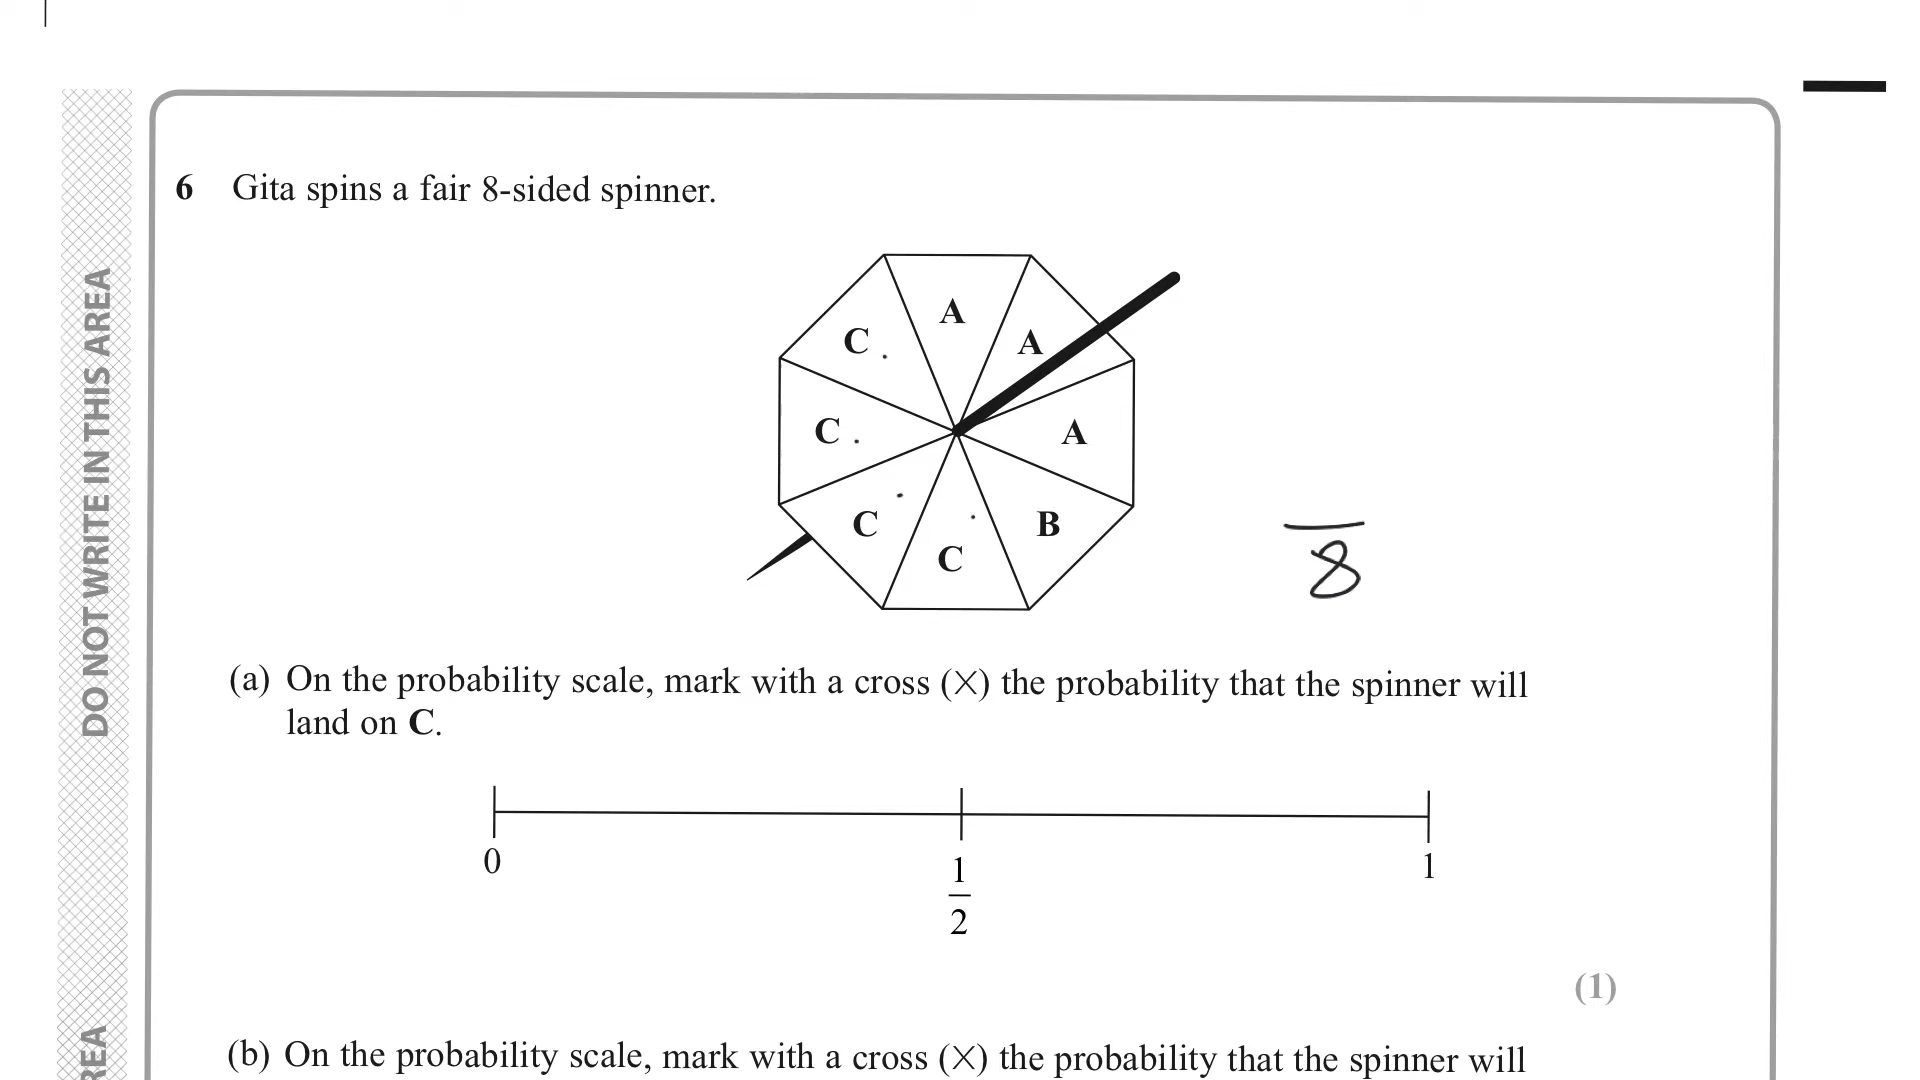 DO NOT WRITE IN THIS AREA
6 Gita spins a fair 8-sided spinner.
A
C
A
C
A
C
B
C
8
(a) On the probability scale, mark with a cross (×) the probability that the spinner will
land on C.
0
1
2
1
(1)
(b) On the probability scale, mark with a cross (×) the probability that the spinner will